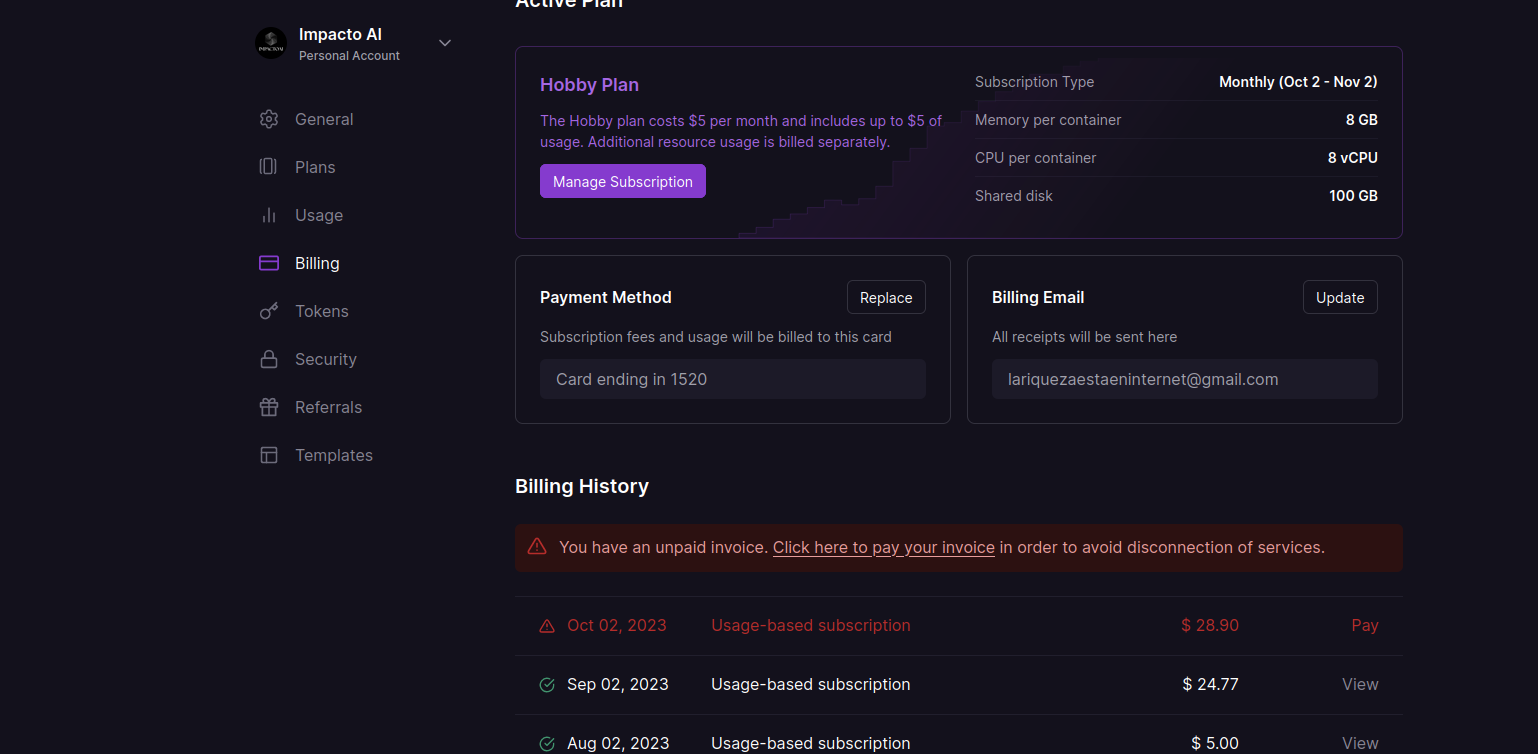 Active Plan
Impacto AI
Personal Account
General
Plans
Usage
Billing
Tokens
Security
Referrals
Templates
Hobby Plan
The Hobby plan costs $5 per month and includes up to $5 of
usage. Additional resource usage is billed separately.
Manage Subscription
Subscription Type Monthly (Oct 2 - Nov 2)
Memory per container 8 GB
CPU per container 8 vCPU
Shared disk 100 GB
Payment Method Replace
Subscription fees and usage will be billed to this card
Card ending in 1520
Billing Email Update
All receipts will be sent here
lariquezaestaeninternet@gmail.com
Billing History
You have an unpaid invoice. Click here to pay your invoice in order to avoid disconnection of services.
Oct 02, 2023 Usage-based subscription $ 28.90 Pay
Sep 02, 2023 Usage-based subscription $ 24.77 View
Aug 02, 2023 Usage-based subscription $ 5.00 View